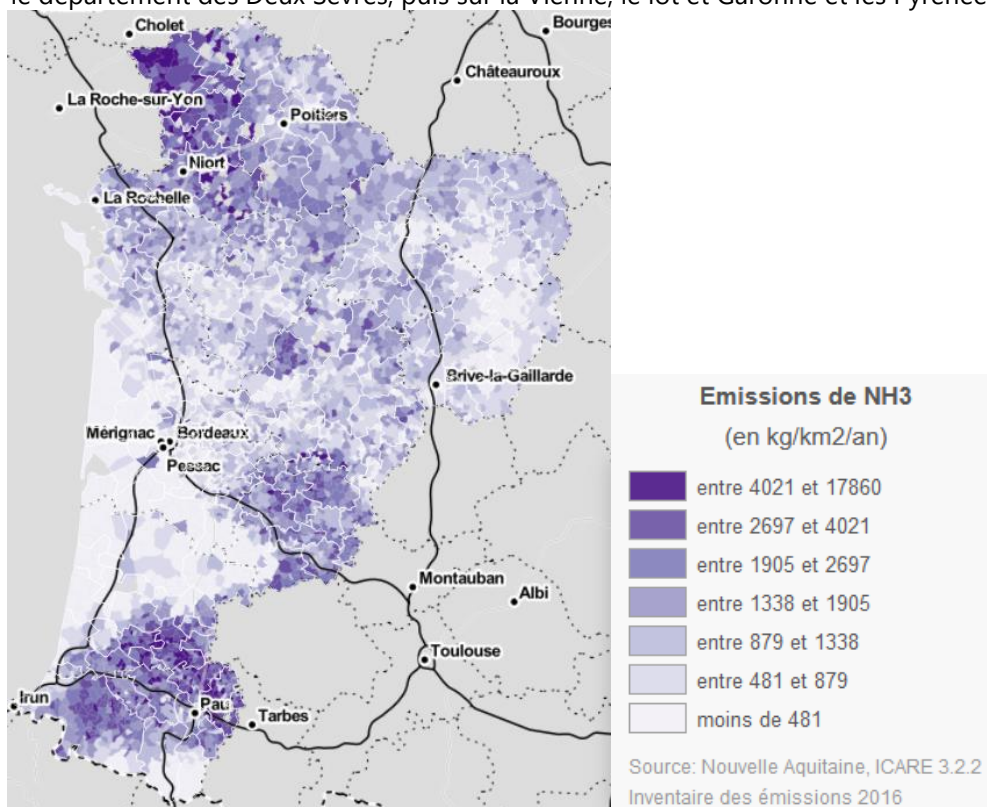 le département des Deux Sèvres, puis sur la Vienne, le lot et Garonne et les Pyrénée
Cholet
Bourges
Châteauroux
La Roche-sur-Yon
Poitiers
Niort
La Rochelle
Brive-la-Gaillarde
Mérignac
Bordeaux
Pessac
Montauban
Albi
Toulouse
Irun
Pau
Tarbes
Emissions de NH3
(en kg/km2/an)
entre 4021 et 17860
entre 2697 et 4021
entre 1905 et 2697
entre 1338 et 1905
entre 879 et 1338
entre 481 et 879
moins de 481
Source: Nouvelle Aquitaine, ICARE 3.2.2
Inventaire des émissions 2016